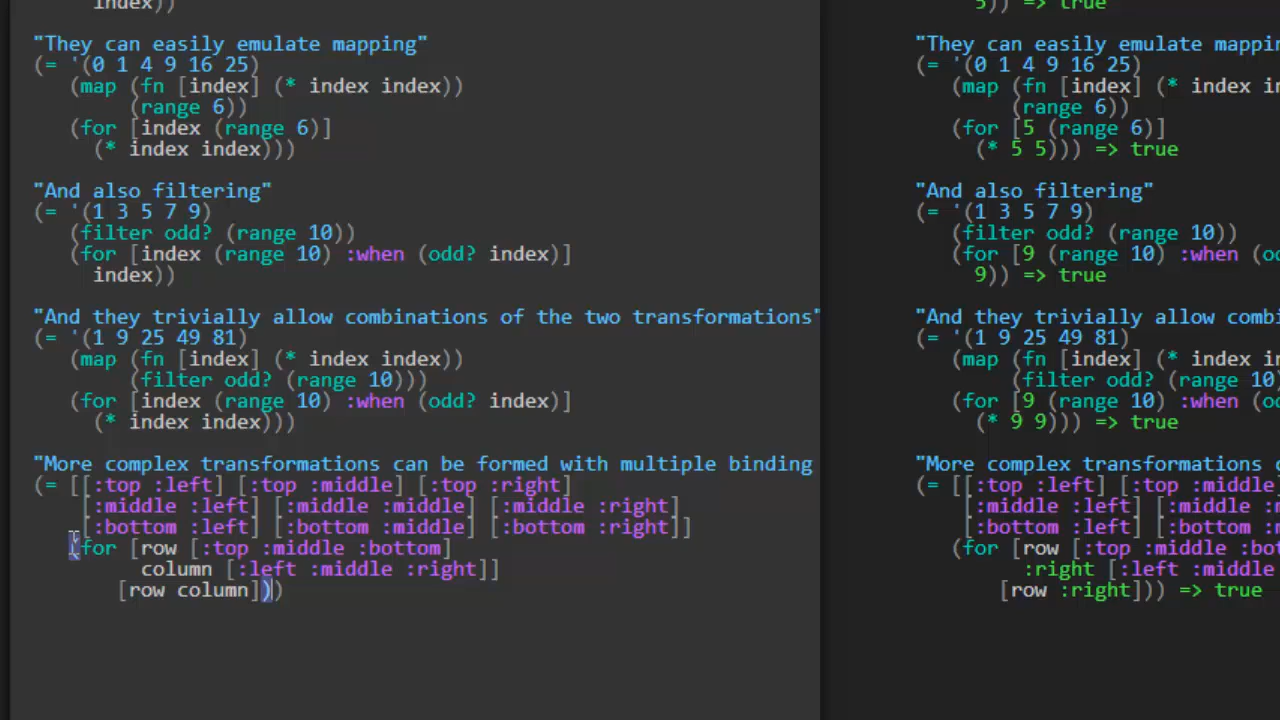 index))
"They can easily emulate mapping"
(= '(0 1 4 9 16 25)
(map (fn [index] (* index index))
(range 6))
(for [index (range 6)]
(* index index)))
"And also filtering"
(= '(1 3 5 7 9)
(filter odd? (range 10))
(for [index (range 10) :when (odd? index)]
index))
"And they trivially allow combinations of the two transformations"
(= '(1 9 25 49 81)
(map (fn [index] (* index index))
(filter odd? (range 10)))
(for [index (range 10) :when (odd? index)]
(* index index)))
"More complex transformations can be formed with multiple binding
(= [[:top :left] [:top :middle] [:top :right]
[:middle :left] [:middle :middle] [:middle :right]
[:bottom :left] [:bottom :middle] [:bottom :right]]
(for [row [:top :middle :bottom]
column [:left :middle :right]]
[row column]))
5)) => true
"They can easily emulate mappin
(= '(0 1 4 9 16 25)
(map (fn [index] (* index in
(range 6))
(for [5 (range 6)]
(* 5 5))) => true
"And also filtering"
(= '(1 3 5 7 9)
(filter odd? (range 10))
(for [9 (range 10) :when (od
9)) => true
"And they trivially allow combi
(= '(1 9 25 49 81)
(map (fn [index] (* index in
(filter odd? (range 10
(for [9 (range 10) :when (od
(* 9 9))) => true
"More complex transformations c
(= [[:top :left] [:top :middle]
[:middle :left] [:middle :m
[:bottom :left] [:bottom :m
(for [row [:top :middle :bot
:right [:left :middle
[row :right])) => true